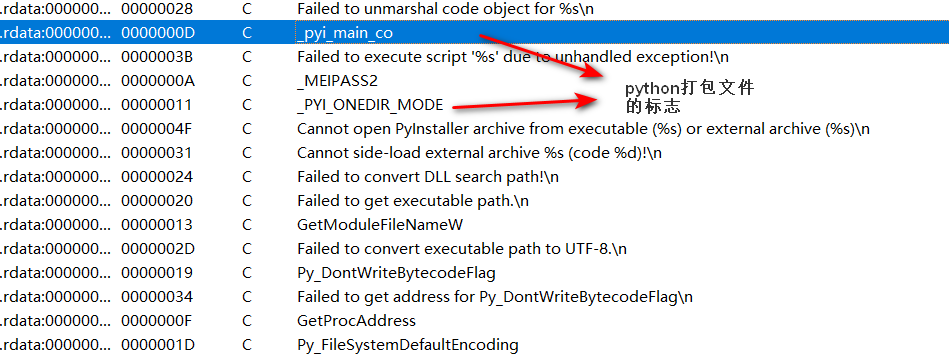 .rdata:000000... 00000028 C Failed to unmarshal code object for %s\n
.rdata:000000... 0000000D C _pyi_main_co
.rdata:000000... 0000003B C Failed to execute script '%s' due to unhandled exception!\n
.rdata:000000... 0000000A C _MEIPASS2
.rdata:000000... 00000011 C _PYI_ONEDIR_MODE
python打包文件
的标志
.rdata:000000... 0000004F C Cannot open PyInstaller archive from executable (%s) or external archive (%s)\n
.rdata:000000... 00000031 C Cannot side-load external archive %s (code %d)!\n
.rdata:000000... 00000024 C Failed to convert DLL search path!\n
.rdata:000000... 00000020 C Failed to get executable path.\n
.rdata:000000... 00000013 C GetModuleFileNameW
.rdata:000000... 0000002D C Failed to convert executable path to UTF-8.\n
.rdata:000000... 00000019 C Py_DontWriteBytecodeFlag
.rdata:000000... 00000034 C Failed to get address for Py_DontWriteBytecodeFlag\n
.rdata:000000... 0000000F C GetProcAddress
.rdata:000000... 0000001D C Py_FileSystemDefaultEncoding